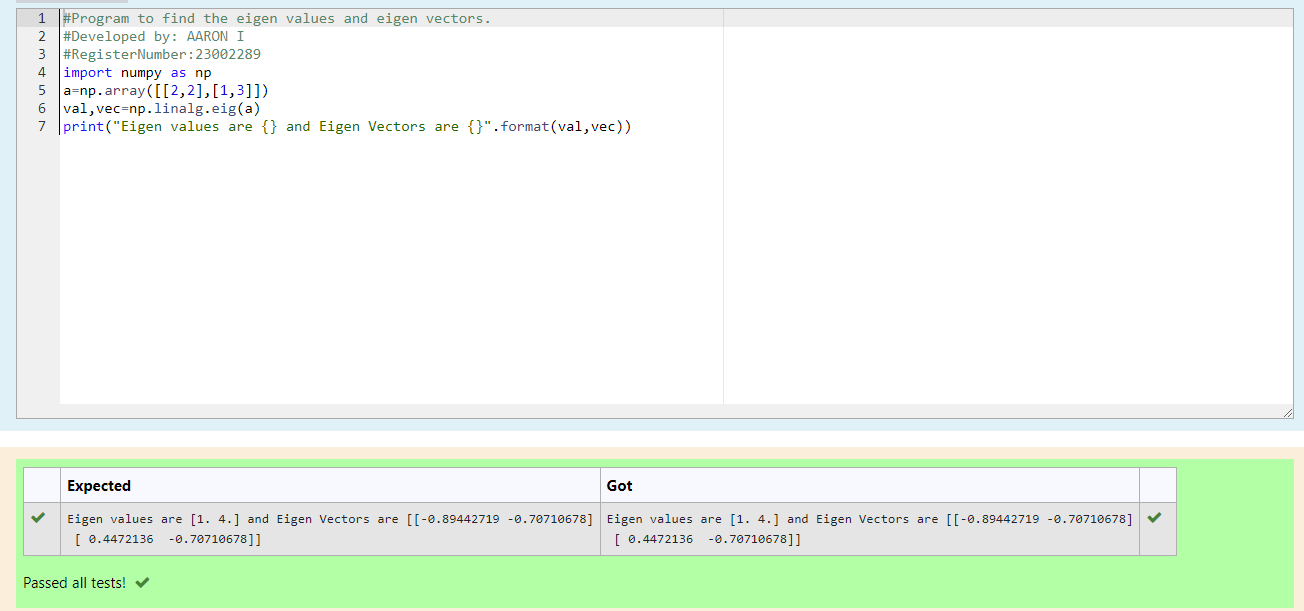 1 #Program to find the eigen values and eigen vectors.
2 #Developed by: AARON I
3 #RegisterNumber:23002289
4 import numpy as np
5 a=np.array([[2,2],[1,3]])
6 val,vec=np.linalg.eig(a)
7 print("Eigen values are {} and Eigen Vectors are {}".format(val,vec))
Expected Got
Eigen values are [1. 4.] and Eigen Vectors are [[-0.89442719 -0.70710678] Eigen values are [1. 4.] and Eigen Vectors are [[-0.89442719 -0.70710678]
[ 0.4472136  -0.70710678]] [ 0.4472136  -0.70710678]]
Passed all tests!